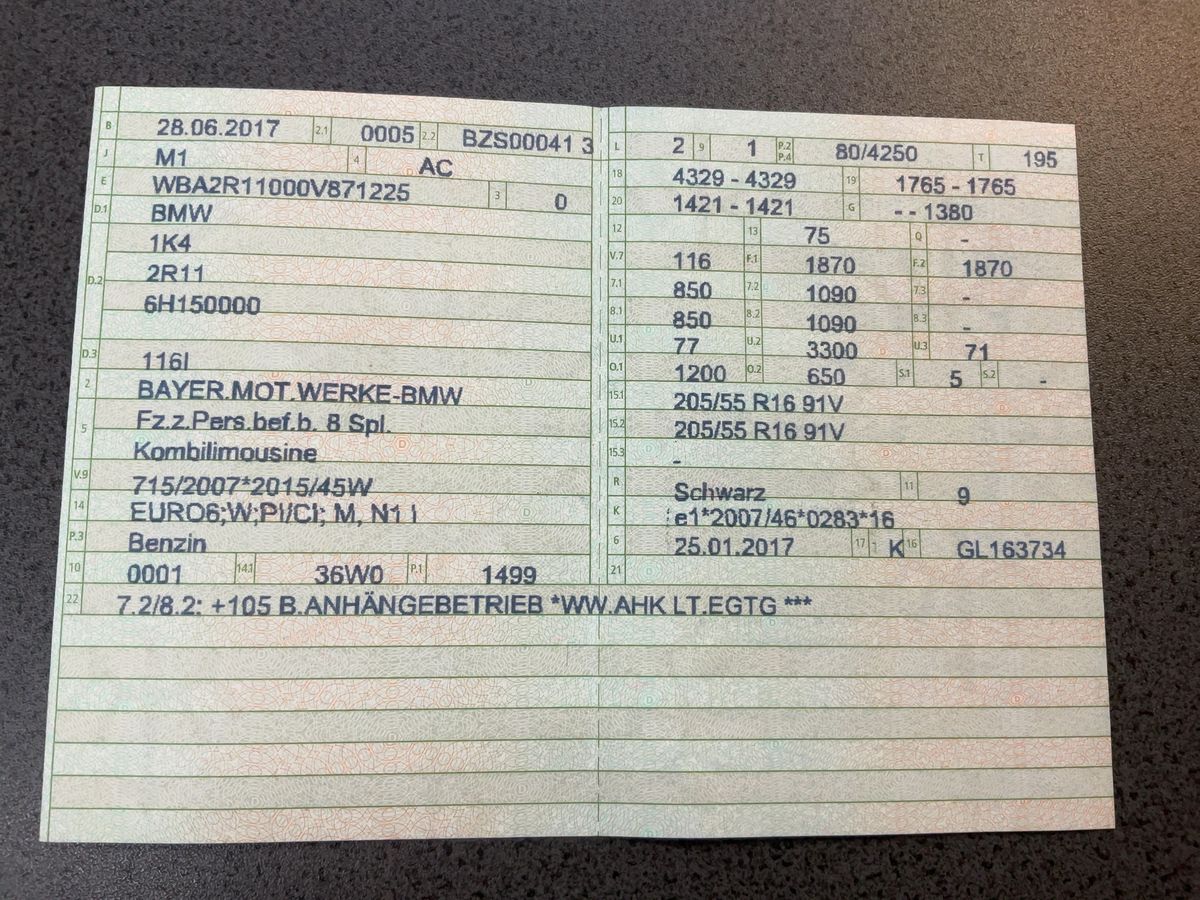 B 28.06.2017 2.1 0005 2.2 BZS00041 3
J M1 4 AC
E WBA2R11000V871225 3 0
D.1 BMW
1K4
D.2 2R11
6H150000
D.3 116I
2 BAYER.MOT.WERKE-BMW
5 Fz.z.Pers.bef.b. 8 Spl.
Kombilimousine
V.9 715/2007*2015/45W
14 EURO6;W;PI/CI; M, N1 I
P.3 Benzin
10 0001 14.1 36W0 P.1 1499
L 2 9 1 P.2 P.4 80/4250 T 195
18 4329 - 4329 19 1765 - 1765
20 1421 - 1421 G - - 1380
12 13 75 Q -
V.7 116 F.1 1870 F.2 1870
7.1 850 7.2 1090 7.3 -
8.1 850 8.2 1090 8.3 -
U.1 77 U.2 3300 U.3 71
O.1 1200 O.2 650 S.1 5 S.2 -
15.1 205/55 R16 91V
15.2 205/55 R16 91V
15.3 -
R Schwarz 11 9
K e1*2007/46*0283*16
6 25.01.2017 17 K 16 GL163734
21
22 7.2/8.2: +105 B.ANHÄNGEBETRIEB *WW.AHK LT.EGTG ***